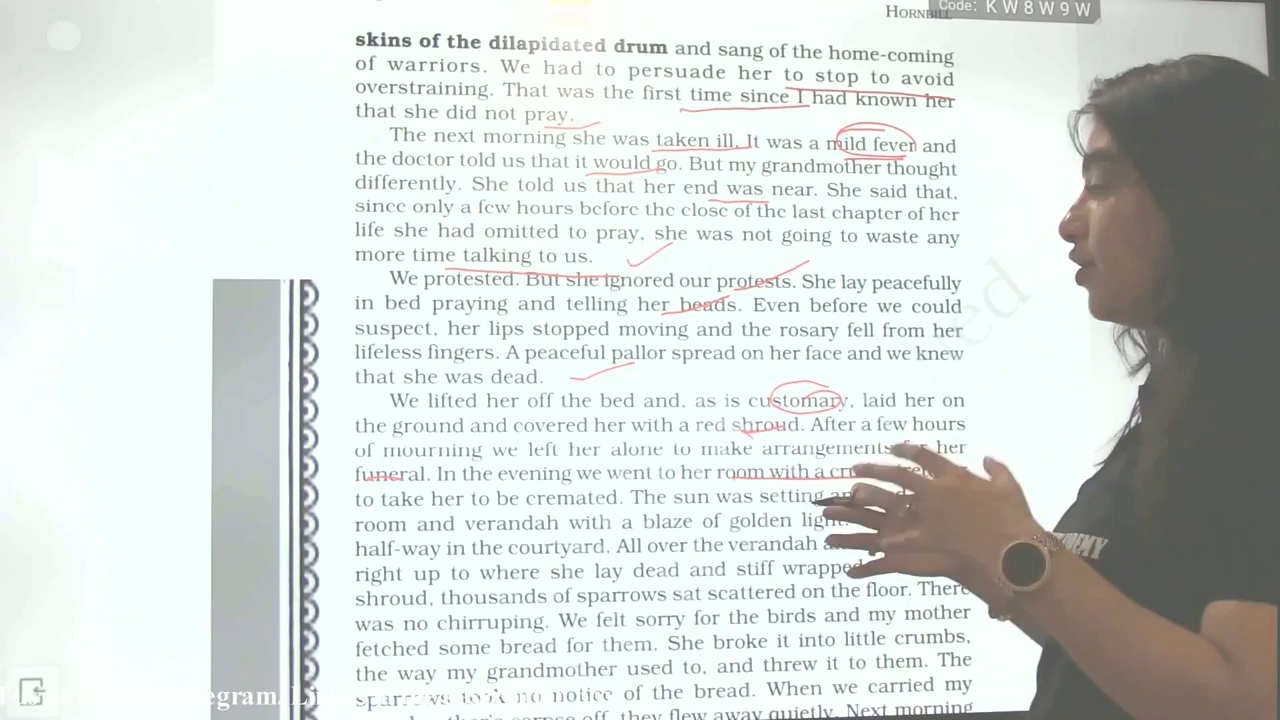 HORNBILL
Code: K W 8 W 9 W
skins of the dilapidated drum and sang of the home-coming
of warriors. We had to persuade her to stop to avoid
overstraining. That was the first time since I had known her
that she did not pray.
The next morning she was taken ill. It was a mild fever and
the doctor told us that it would go. But my grandmother thought
differently. She told us that her end was near. She said that,
since only a few hours before the close of the last chapter of her
life she had omitted to pray, she was not going to waste any
more time talking to us.
We protested. But she ignored our protests. She lay peacefully
in bed praying and telling her beads. Even before we could
suspect, her lips stopped moving and the rosary fell from her
lifeless fingers. A peaceful pallor spread on her face and we knew
that she was dead.
We lifted her off the bed and, as is customary, laid her on
the ground and covered her with a red shroud. After a few hours
of mourning we left her alone to make arrangements for her
funeral. In the evening we went to her room with a
to take her to be cremated. The sun was setting
room and verandah with a blaze of golden light.
half-way in the courtyard. All over the verandah
right up to where she lay dead and stiff wrapped
shroud, thousands of sparrows sat scattered on the floor. There
was no chirruping. We felt sorry for the birds and my mother
fetched some bread for them. She broke it into little crumbs,
the way my grandmother used to, and threw it to them. The
sparrows took no notice of the bread. When we carried my
corpse off, they flew away quietly. Next morning
ACADEMY